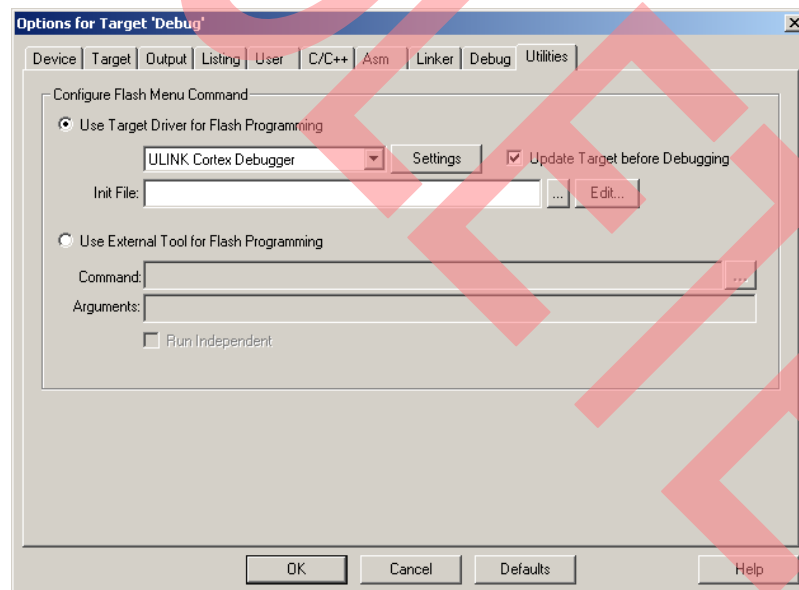 Options for Target 'Debug'
Device Target Output Listing User C/C++ Asm Linker Debug Utilities
Configure Flash Menu Command
Use Target Driver for Flash Programming
ULINK Cortex Debugger Settings Update Target before Debugging
Init File: ... Edit...
Use External Tool for Flash Programming
Command: ...
Arguments:
Run Independent
OK Cancel Defaults Help